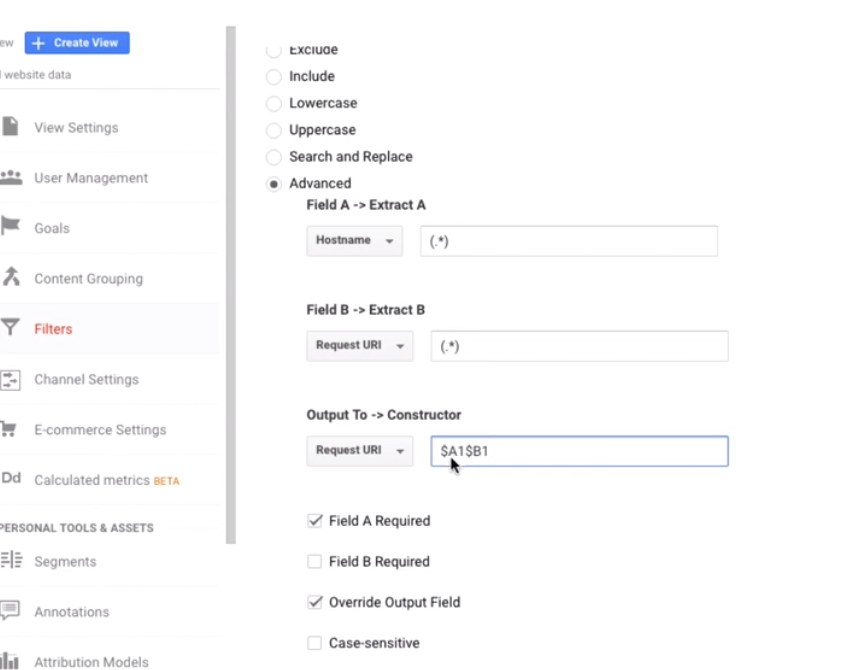 ew + Create View
l website data
View Settings
User Management
Goals
Content Grouping
Filters
Channel Settings
E-commerce Settings
Dd Calculated metrics BETA
PERSONAL TOOLS & ASSETS
Segments
Annotations
Attribution Models
Exclude
Include
Lowercase
Uppercase
Search and Replace
Advanced
Field A -> Extract A
Hostname (.*)
Field B -> Extract B
Request URI (.*)
Output To -> Constructor
Request URI $A1$B1
Field A Required
Field B Required
Override Output Field
Case-sensitive